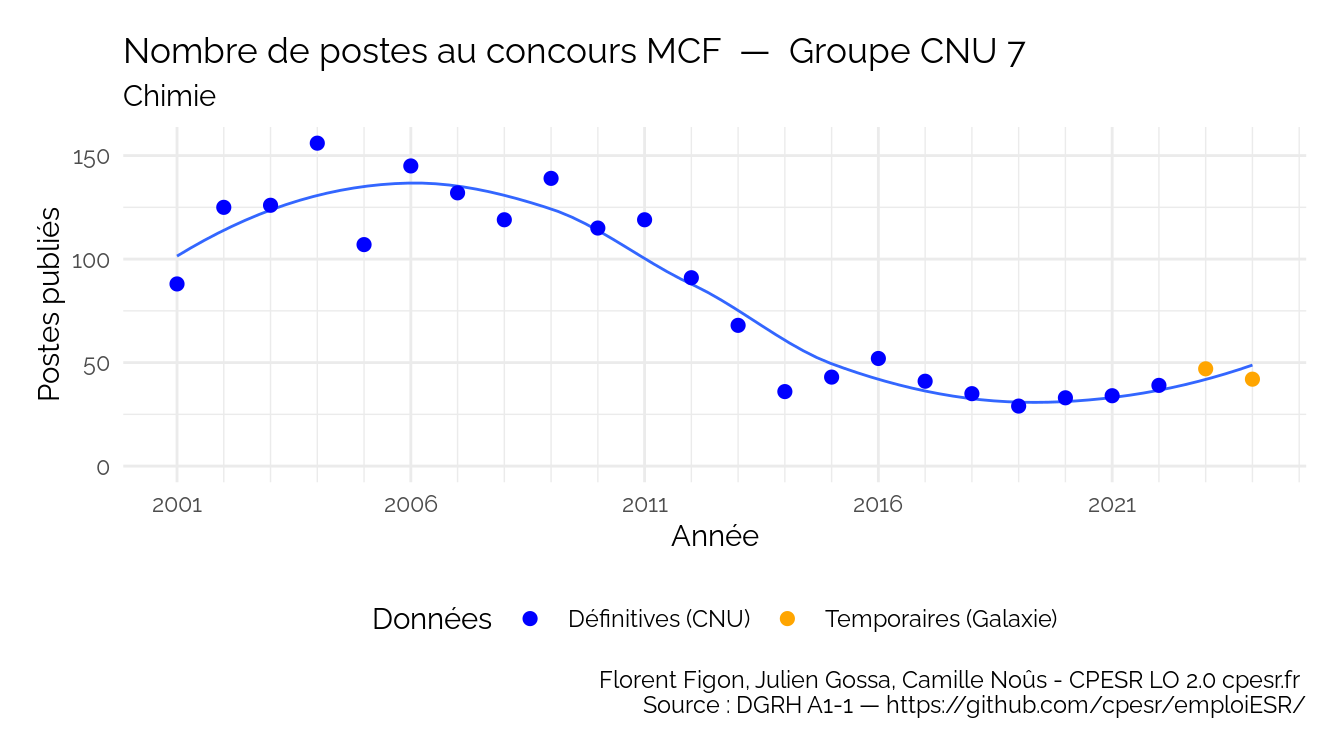 Nombre de postes au concours MCF — Groupe CNU 7
Chimie
Postes publiés
150
100
50
0
2001 2006 2011 2016 2021
Année
Données Définitives (CNU) Temporaires (Galaxie)
Florent Figon, Julien Gossa, Camille Noûs - CPESR LO 2.0 cpesr.fr
Source : DGRH A1-1 — https://github.com/cpesr/emploiESR/